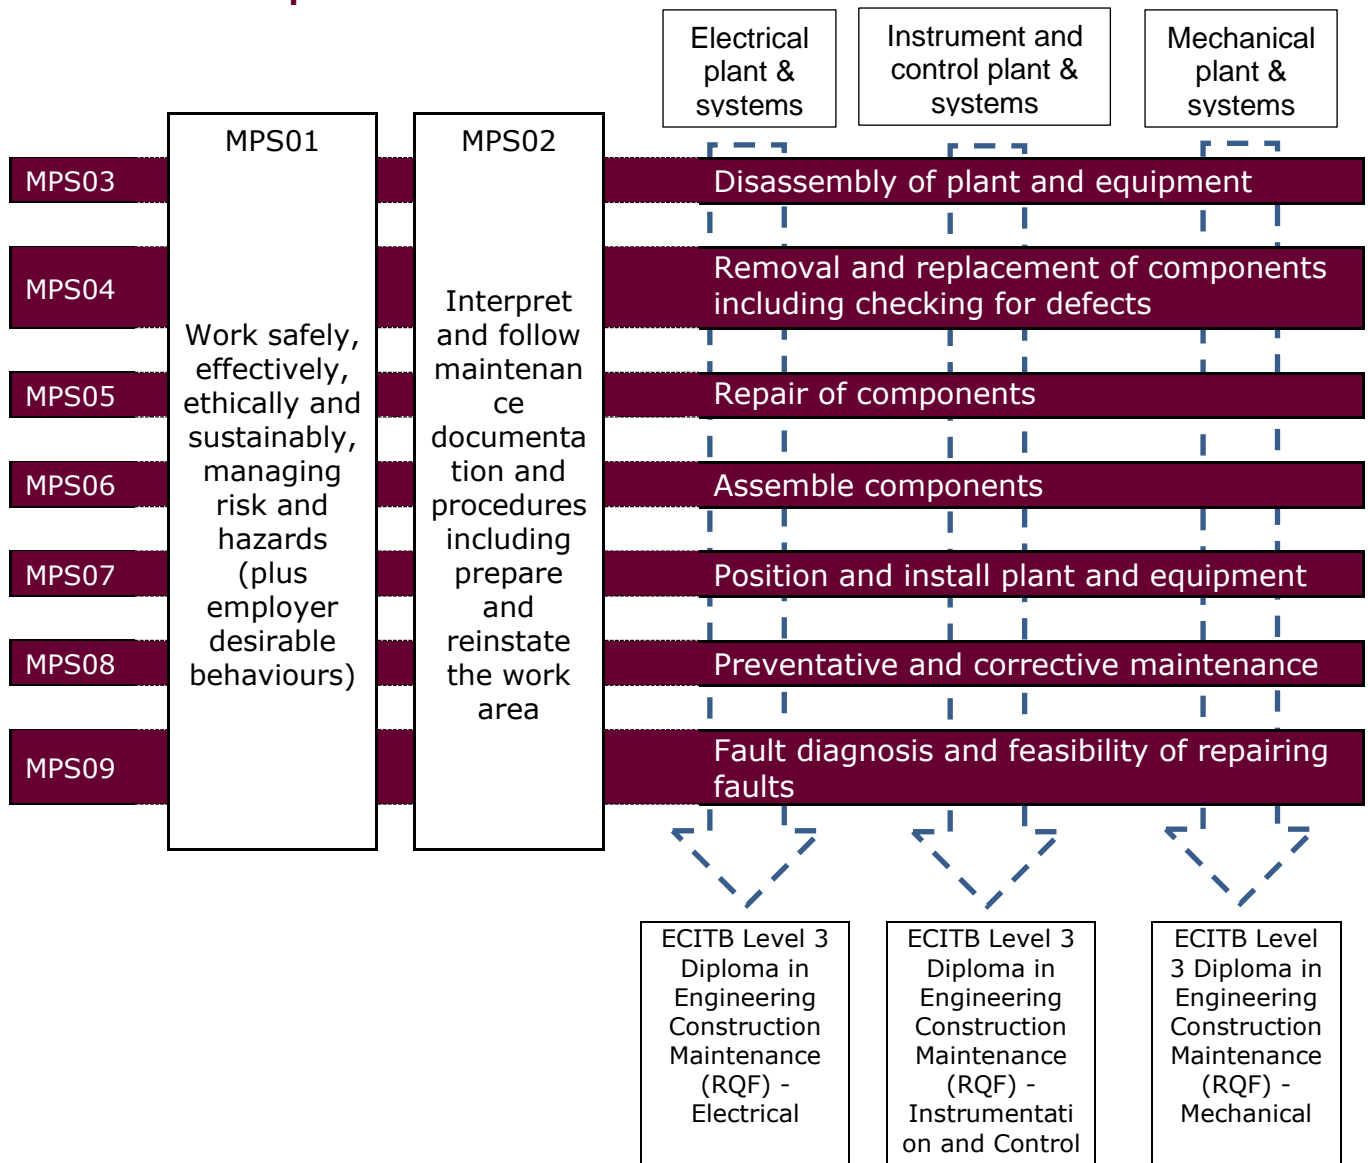 Electrical
plant &
systems
Instrument and
control plant &
systems
Mechanical
plant &
systems
MPS01
Work safely,
effectively,
ethically and
sustainably,
managing
risk and
hazards
(plus
employer
desirable
behaviours)
MPS02
Interpret
and follow
maintenan
ce
documenta
tion and
procedures
including
prepare
and
reinstate
the work
area
MPS03
Disassembly of plant and equipment
MPS04
Removal and replacement of components
including checking for defects
MPS05
Repair of components
MPS06
Assemble components
MPS07
Position and install plant and equipment
MPS08
Preventative and corrective maintenance
MPS09
Fault diagnosis and feasibility of repairing
faults
ECITB Level 3
Diploma in
Engineering
Construction
Maintenance
(RQF) -
Electrical
ECITB Level 3
Diploma in
Engineering
Construction
Maintenance
(RQF) -
Instrumentati
on and Control
ECITB Level
3 Diploma in
Engineering
Construction
Maintenance
(RQF) -
Mechanical